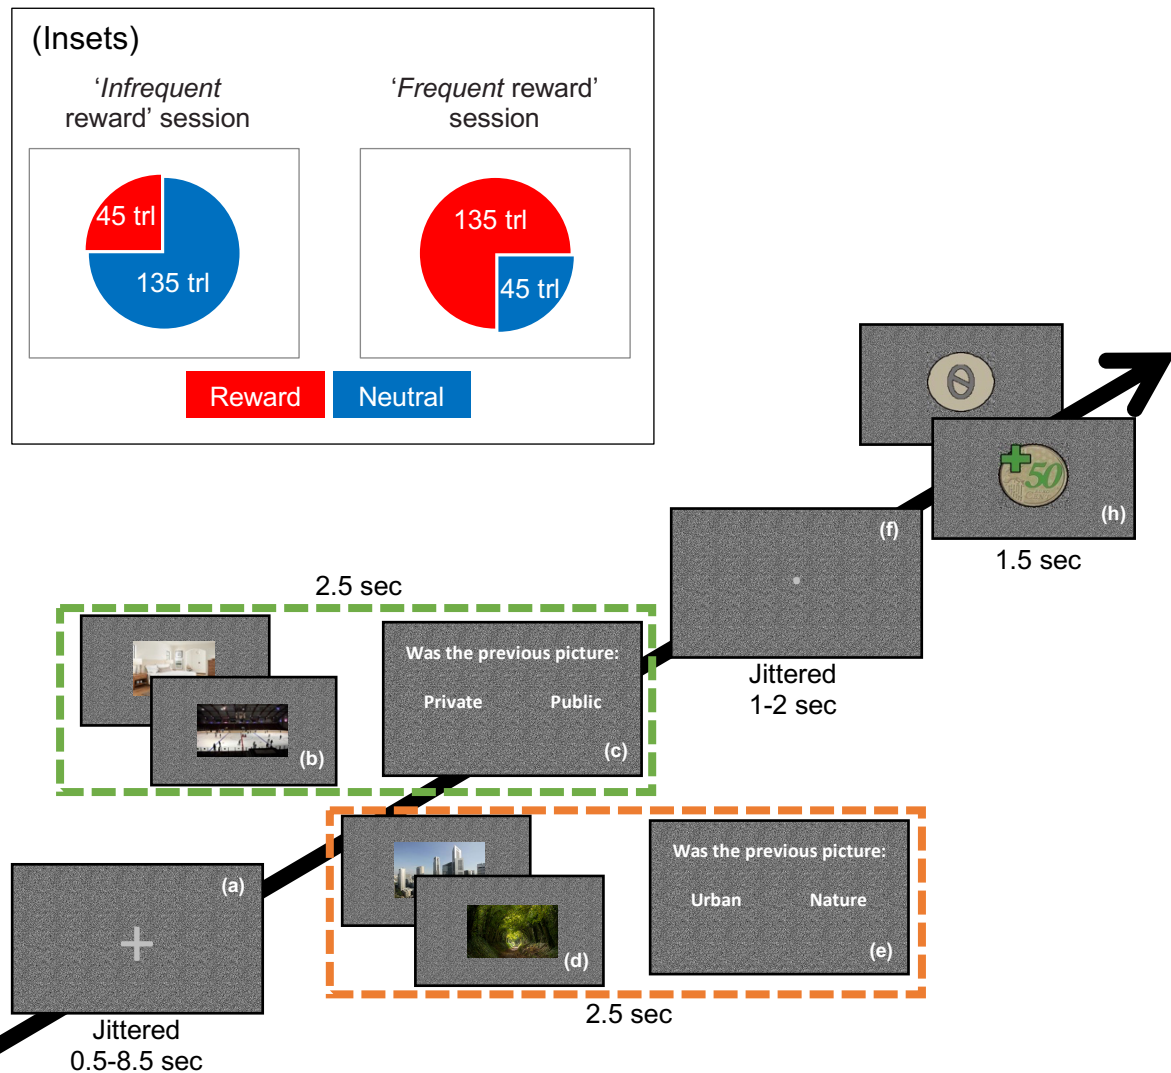 (Insets)
‘Infrequent
reward’ session
‘Frequent reward’
session
45 trl
135 trl
135 trl
45 trl
Reward
Neutral
0
+50
(h)
1.5 sec
(f)
Jittered
1-2 sec
2.5 sec
(b)
Was the previous picture:
Private Public
(c)
(d)
Was the previous picture:
Urban Nature
(e)
2.5 sec
(a)
Jittered
0.5-8.5 sec